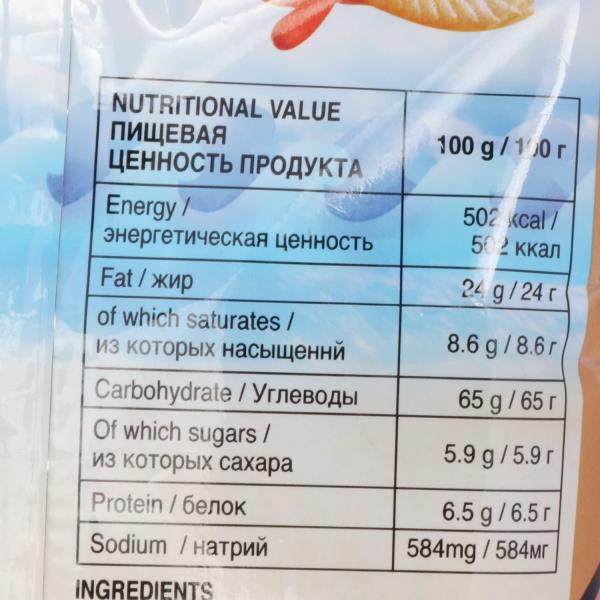 NUTRITIONAL VALUE
ПИЩЕВАЯ
ЦЕННОСТЬ ПРОДУКТА
100 g / 100 г
Energy /
энергетическая ценность
502 kcal /
502 ккал
Fat / жир
24 g / 24 г
of which saturates /
из которых насыщеннй
8.6 g / 8.6 г
Carbohydrate / Углеводы
65 g / 65 г
Of which sugars /
из которых сахара
5.9 g / 5.9 г
Protein / белок
6.5 g / 6.5 г
Sodium / натрий
584mg / 584мг
INGREDIENTS